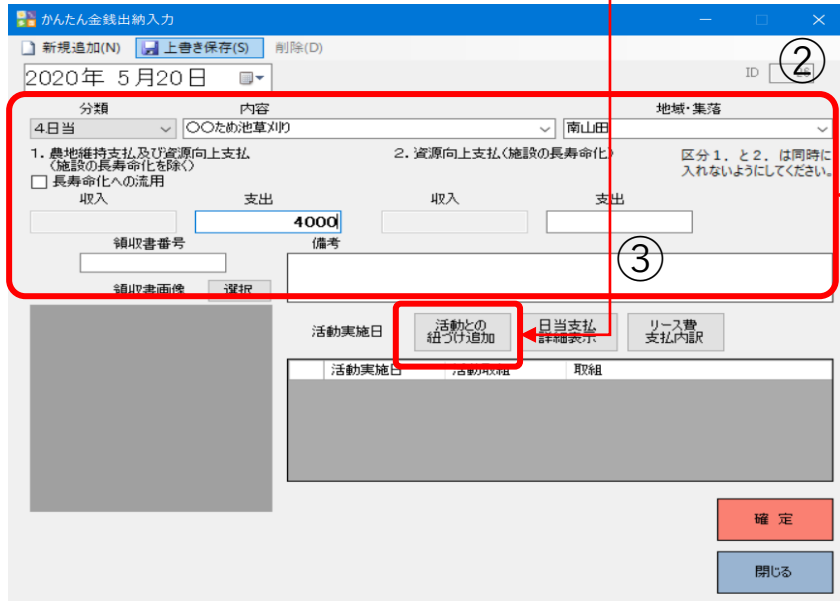 かんたん金銭出納入力
新規追加(N) 上書き保存(S) 削除(D)
2020年 5月20日
ID
②
分類 内容 地域・集落
4.日当 〇〇ため池草刈り 南山田
1. 農地維持支払及び資源向上支払 2. 資源向上支払(施設の長寿命化) 区分1. と2. は同時に
(施設の長寿命化を除く) 入れないようにしてください。
長寿命化への流用
収入 支出 収入 支出
4000
領収書番号 備考
③
領収書画像 選択
活動実施日 活動との 日当支払 リース費
紐づけ追加 詳細表示 支払内訳
活動実施日 活動取組 取組
確 定
閉じる